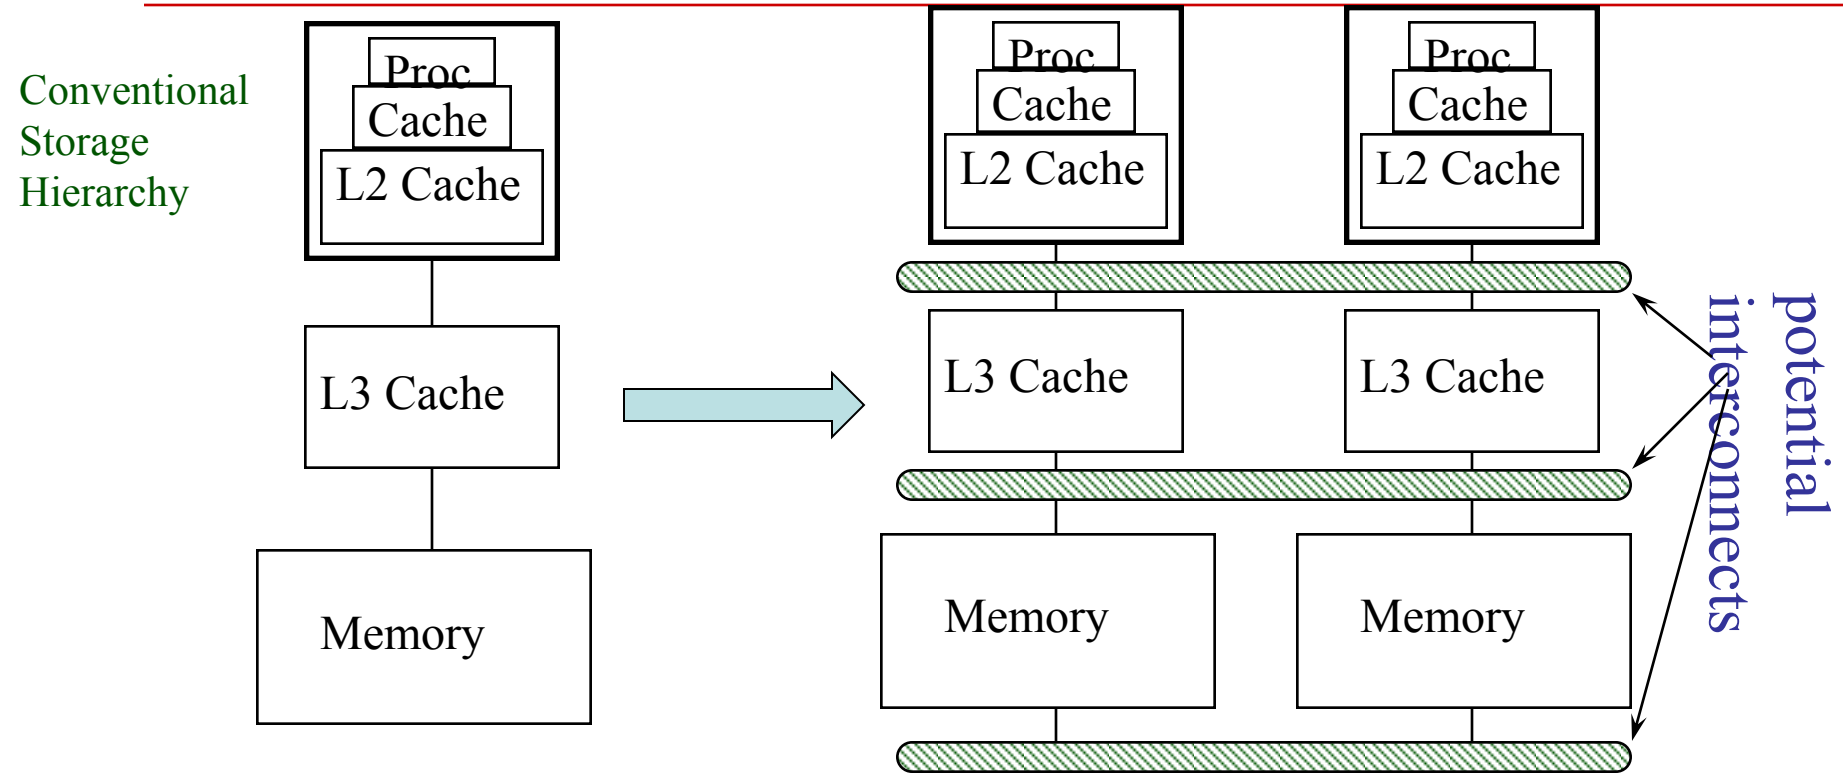 Conventional
Storage
Hierarchy
Proc
Cache
L2 Cache
L3 Cache
Memory
Proc
Cache
L2 Cache
L3 Cache
Memory
Proc
Cache
L2 Cache
L3 Cache
Memory
potential
interconnects